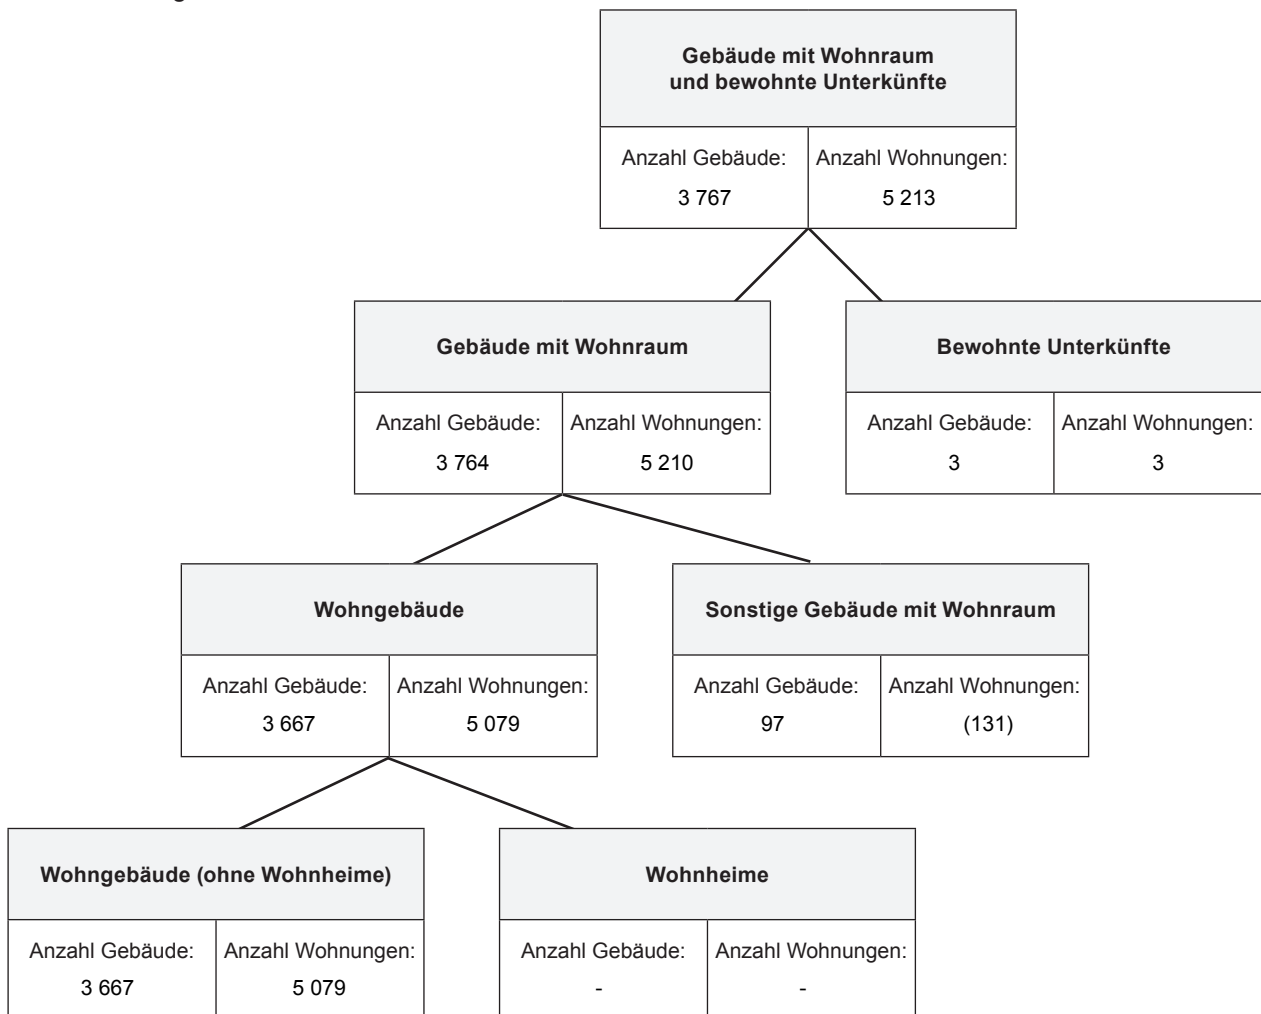 Gebäude mit Wohnraum
und bewohnte Unterkünfte
Anzahl Gebäude: Anzahl Wohnungen:
3 767 5 213
Gebäude mit Wohnraum Bewohnte Unterkünfte
Anzahl Gebäude: Anzahl Wohnungen: Anzahl Gebäude: Anzahl Wohnungen:
3 764 5 210 3 3
Wohngebäude Sonstige Gebäude mit Wohnraum
Anzahl Gebäude: Anzahl Wohnungen: Anzahl Gebäude: Anzahl Wohnungen:
3 667 5 079 97 (131)
Wohngebäude (ohne Wohnheime) Wohnheime
Anzahl Gebäude: Anzahl Wohnungen: Anzahl Gebäude: Anzahl Wohnungen:
3 667 5 079 - -